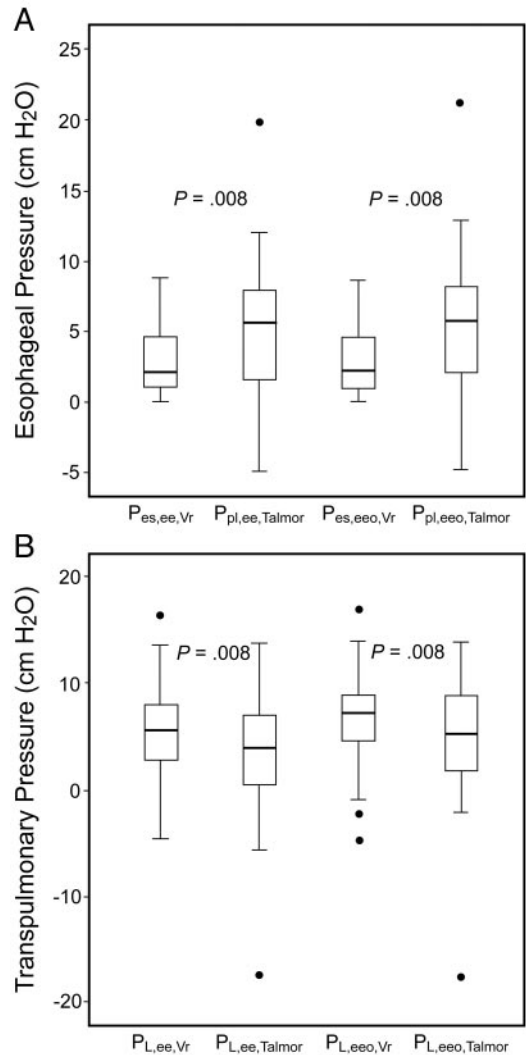 A
Esophageal Pressure (cm H₂O)
25
20
15
10
5
0
-5
P = .008
P = .008
Pes,ee,Vr
Ppl,ee,Talmor
Pes,eeo,Vr
Ppl,eeo,Talmor
B
Transpulmonary Pressure (cm H₂O)
20
10
0
-10
-20
P = .008
P = .008
PL,ee,Vr
PL,ee,Talmor
PL,eeo,Vr
PL,eeo,Talmor